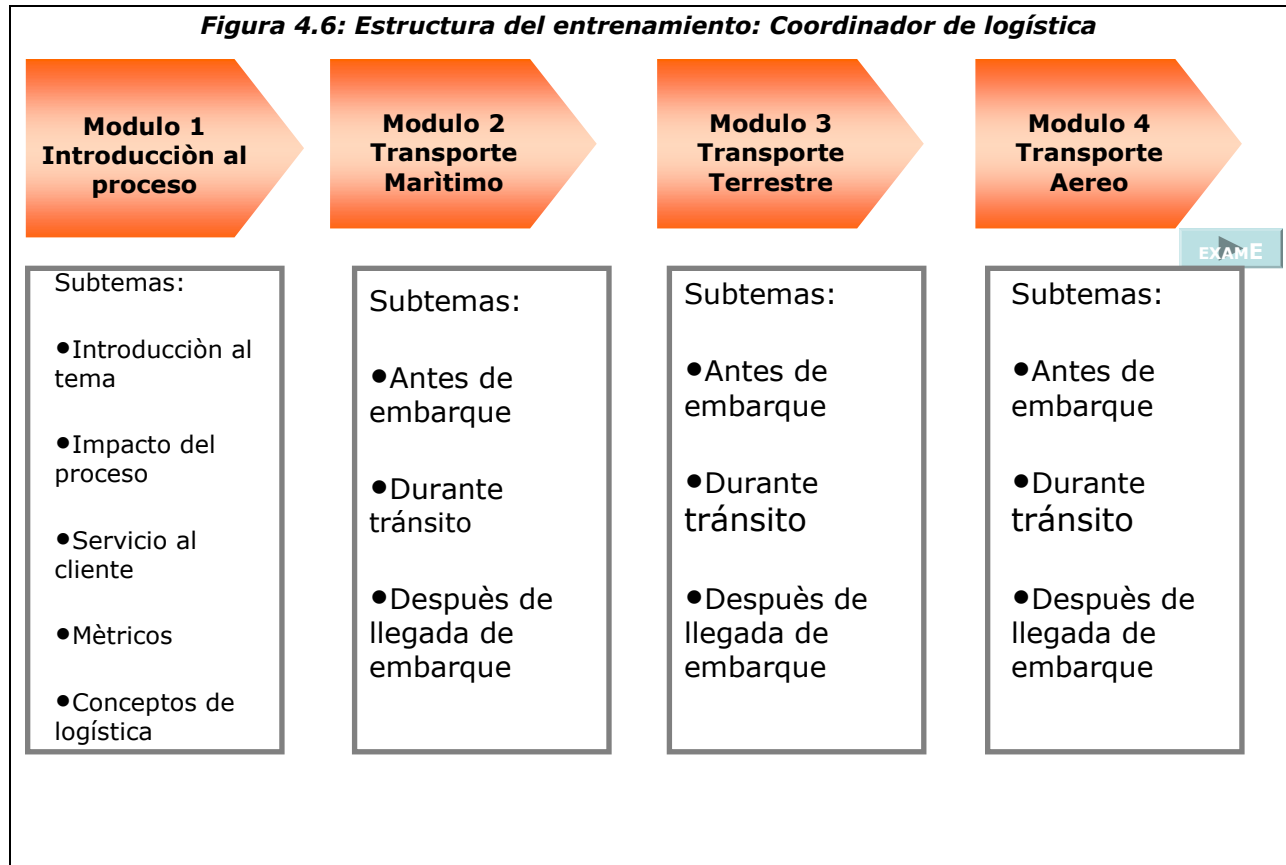 Figura 4.6: Estructura del entrenamiento: Coordinador de logística
Modulo 1
Introducciòn al
proceso
Modulo 2
Transporte
Marìtimo
Modulo 3
Transporte
Terrestre
Modulo 4
Transporte
Aereo
EXAME
Subtemas:
•Introducciòn al
tema
•Impacto del
proceso
•Servicio al
cliente
•Mètricos
•Conceptos de
logística
Subtemas:
•Antes de
embarque
•Durante
tránsito
•Despuès de
llegada de
embarque
Subtemas:
•Antes de
embarque
•Durante
tránsito
•Despuès de
llegada de
embarque
Subtemas:
•Antes de
embarque
•Durante
tránsito
•Despuès de
llegada de
embarque